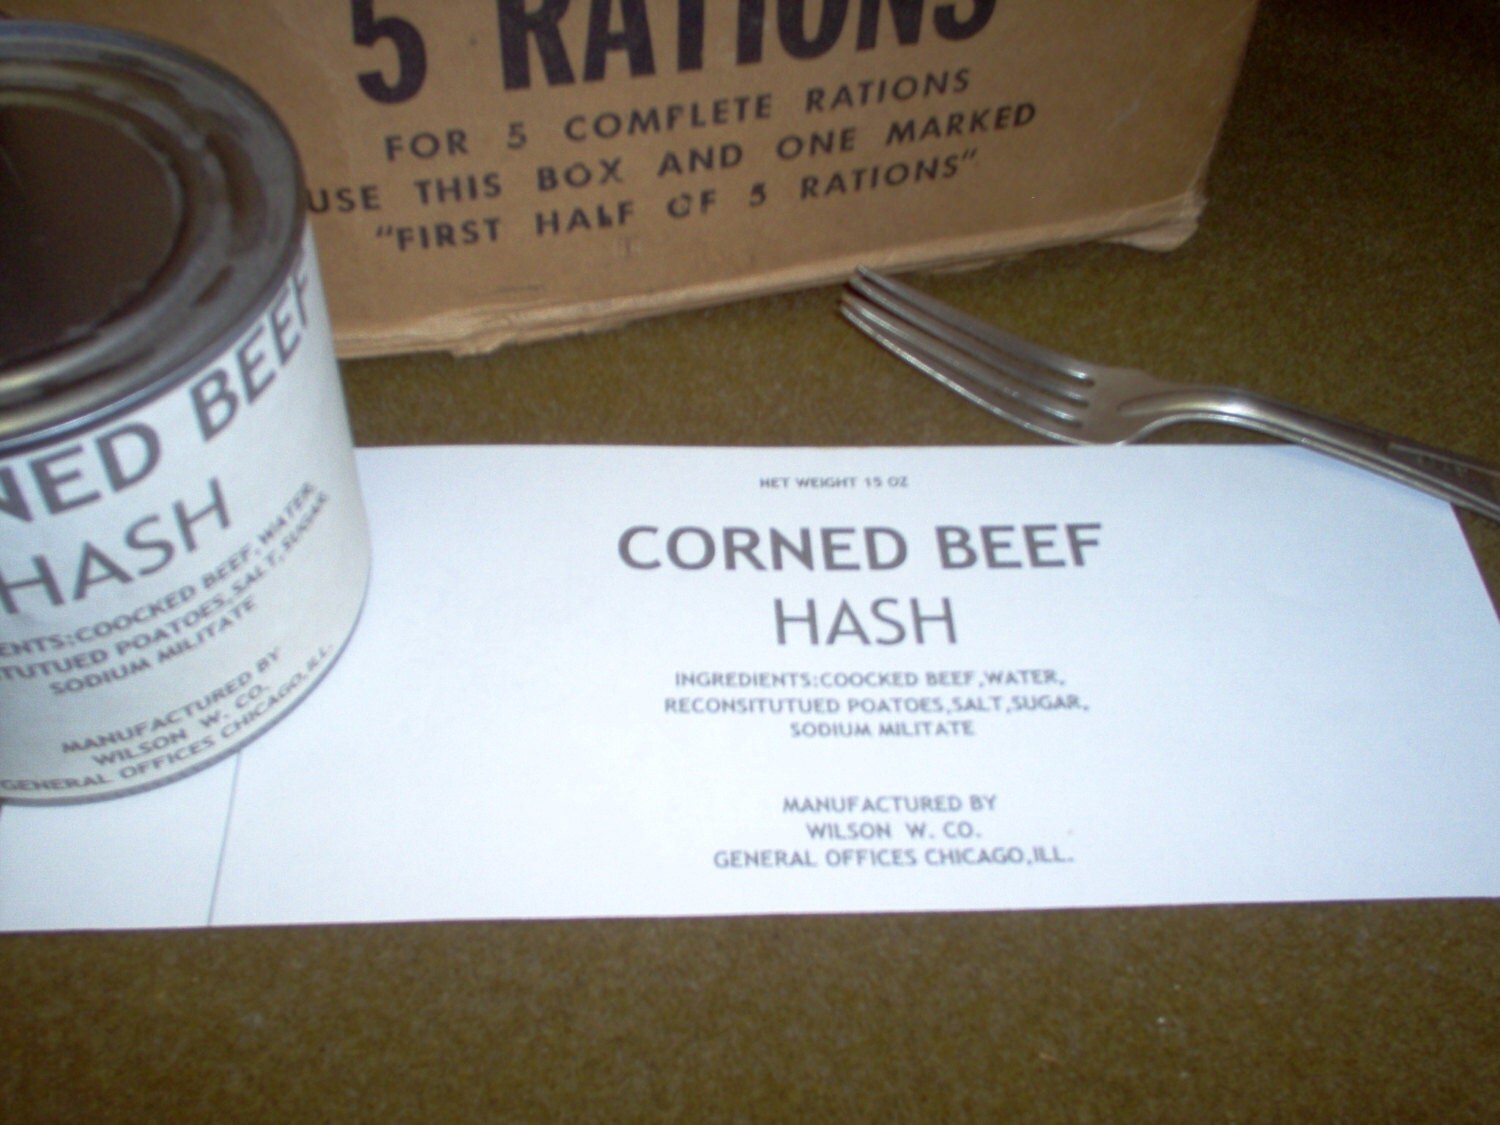 5 RATIONS
FOR 5 COMPLETE RATIONS
USE THIS BOX AND ONE MARKED
"FIRST HALF OF 5 RATIONS"
NED BEEF
HASH
ENTS:COOCKED BEEF,WATER,
TUTUED POATOES,SALT,SUGAR
SODIUM MILITATE
MANUFACTURED BY
WILSON W. CO.
GENERAL OFFICES CHICAGO,ILL.
NET WEIGHT 15 OZ
CORNED BEEF
HASH
INGREDIENTS:COOCKED BEEF,WATER,
RECONSITUTUED POATOES,SALT,SUGAR,
SODIUM MILITATE
MANUFACTURED BY
WILSON W. CO.
GENERAL OFFICES CHICAGO,ILL.